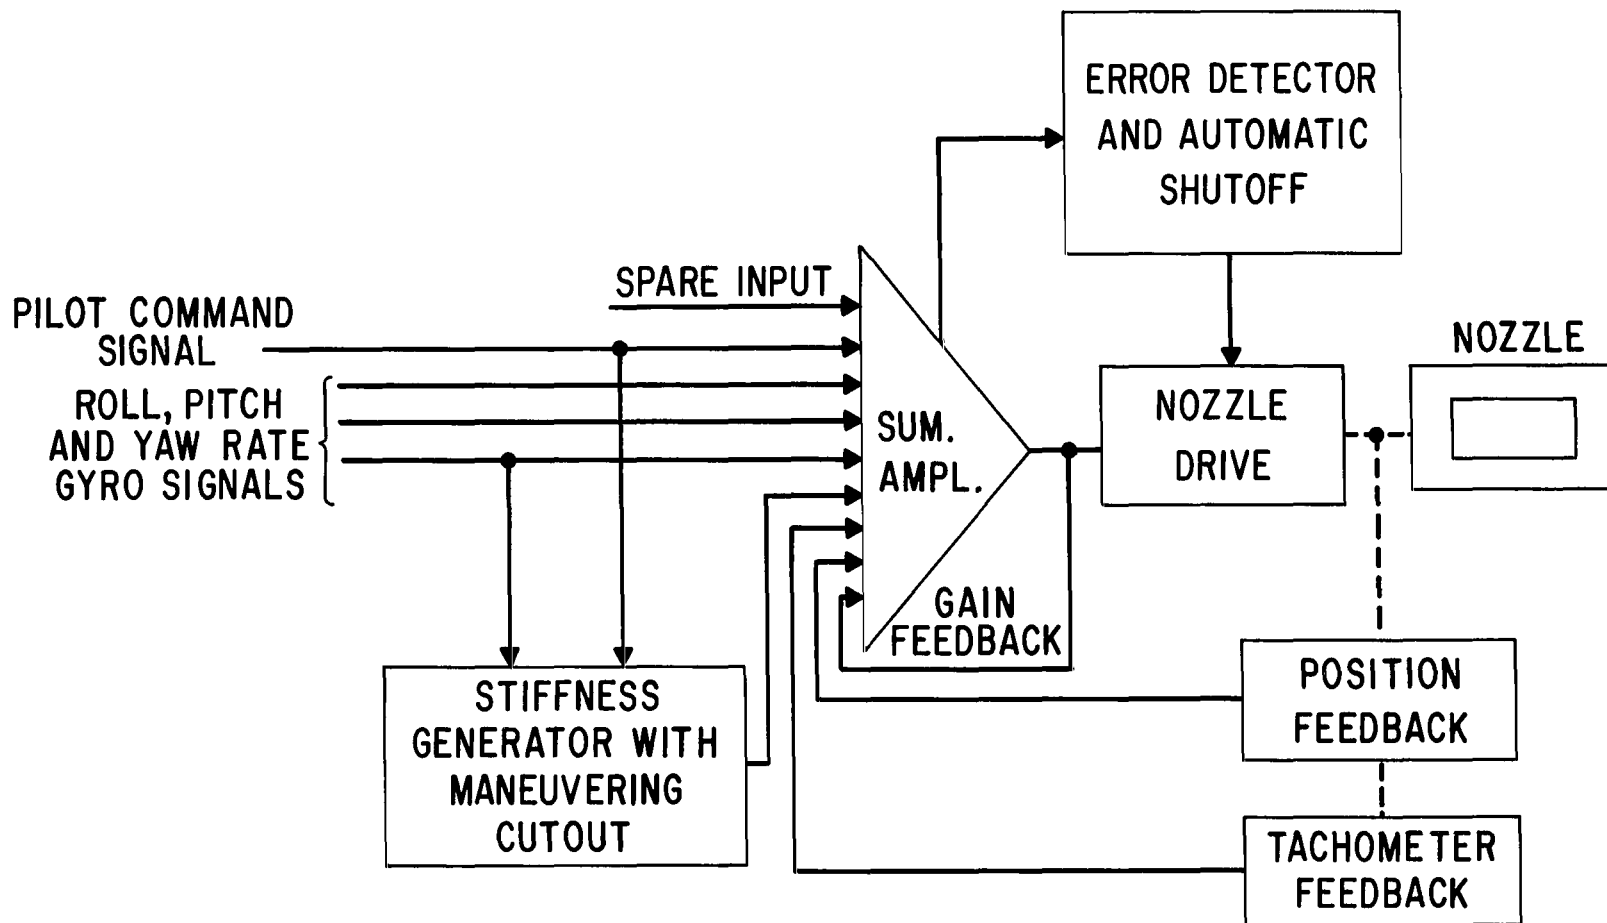 ERROR DETECTOR
AND AUTOMATIC
SHUTOFF
SPARE INPUT
PILOT COMMAND
SIGNAL
ROLL, PITCH
AND YAW RATE
GYRO SIGNALS
SUM.
AMPL.
NOZZLE
DRIVE
NOZZLE
GAIN
FEEDBACK
STIFFNESS
GENERATOR WITH
MANEUVERING
CUTOUT
POSITION
FEEDBACK
TACHOMETER
FEEDBACK